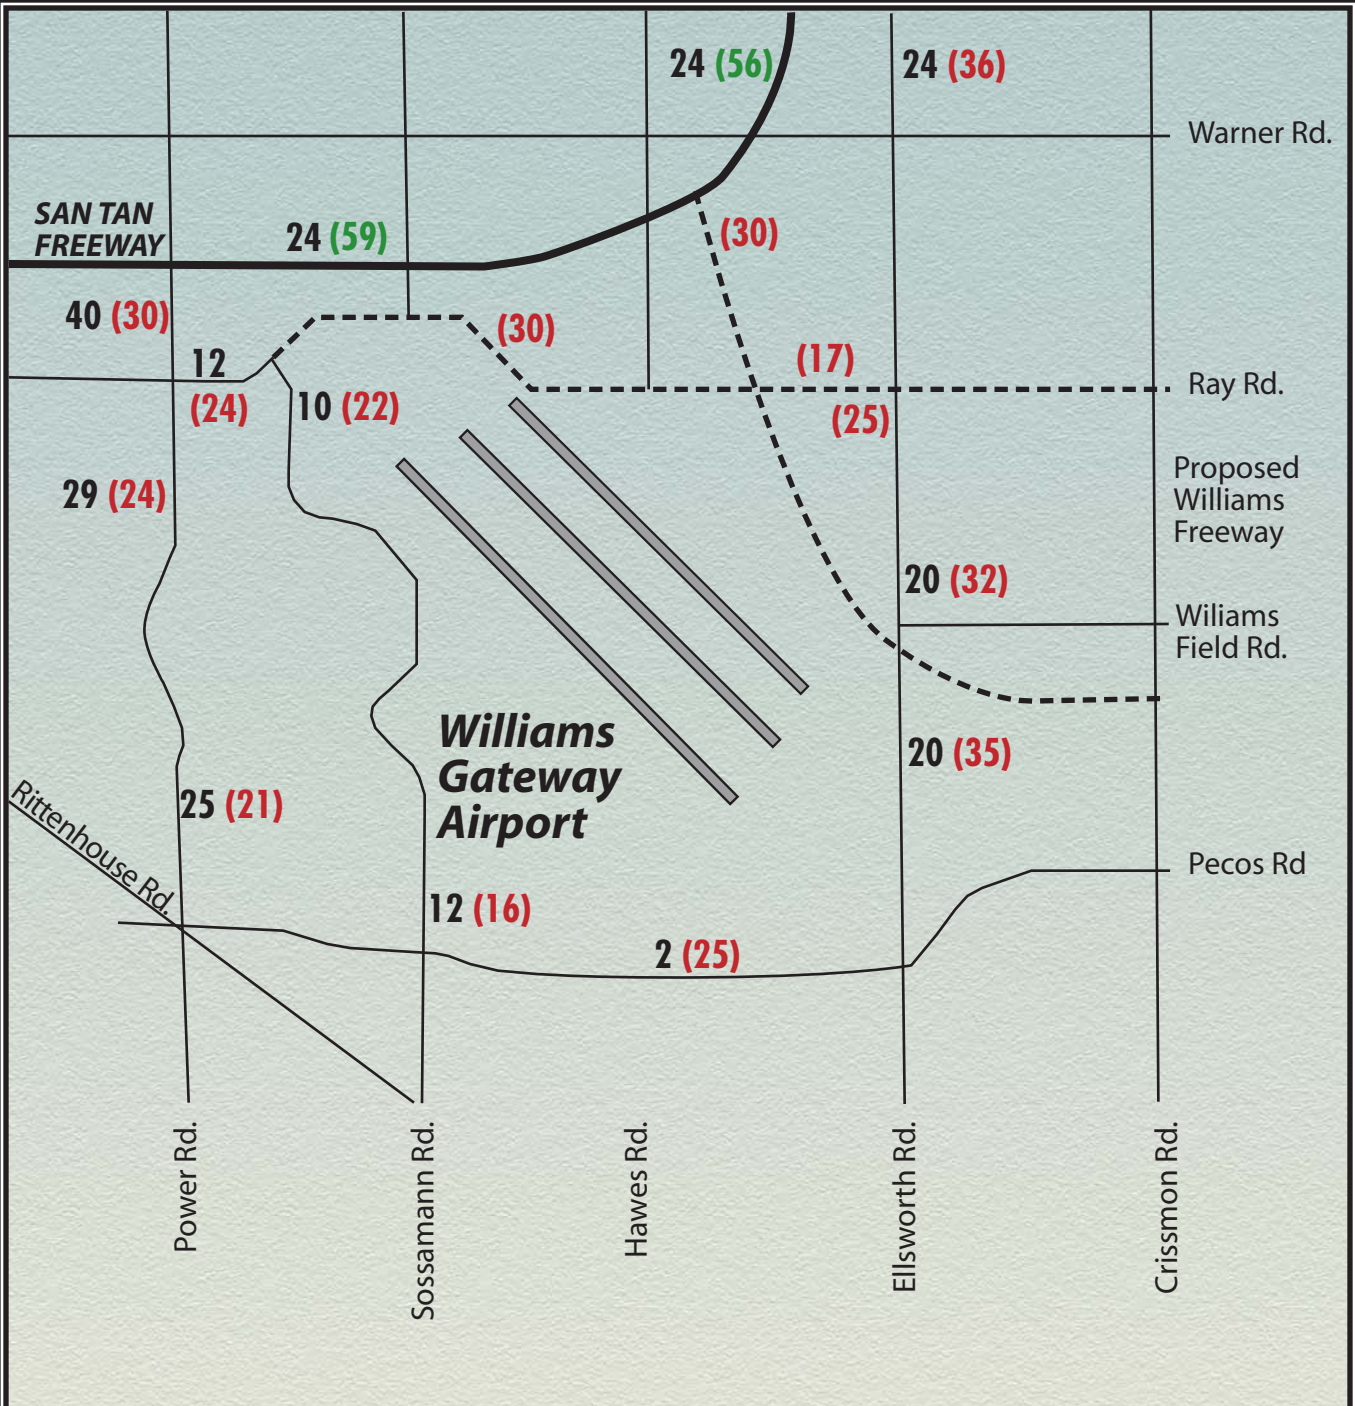 24 (56)
24 (36)
Warner Rd.
SAN TAN
FREEWAY
24 (59)
(30)
40 (30)
(30)
12
(24)
10 (22)
(17)
(25)
Ray Rd.
29 (24)
Proposed
Williams
Freeway
20 (32)
Wiliams
Field Rd.
Williams
Gateway
Airport
20 (35)
25 (21)
Rittenhouse Rd.
Pecos Rd
12 (16)
2 (25)
Power Rd.
Sossamann Rd.
Hawes Rd.
Ellsworth Rd.
Crissmon Rd.